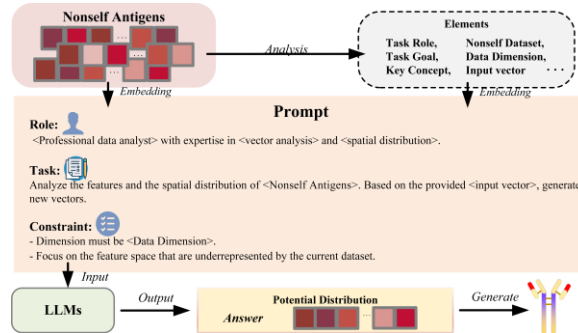 Nonself Antigens
Analysis
Elements
Task Role, Nonself Dataset,
Task Goal, Data Dimension,
Key Concept, Input vector ...
Embedding
Embedding
Prompt
Role:
<Professional data analyst> with expertise in <vector analysis> and <spatial distribution>.
Task:
Analyze the features and the spatial distribution of <Nonself Antigens>. Based on the provided <input vector>, generate
new vectors.
Constraint:
- Dimension must be <Data Dimension>.
- Focus on the feature space that are underrepresented by the current dataset.
Input
LLMs
Output
Potential Distribution
Answer
Generate